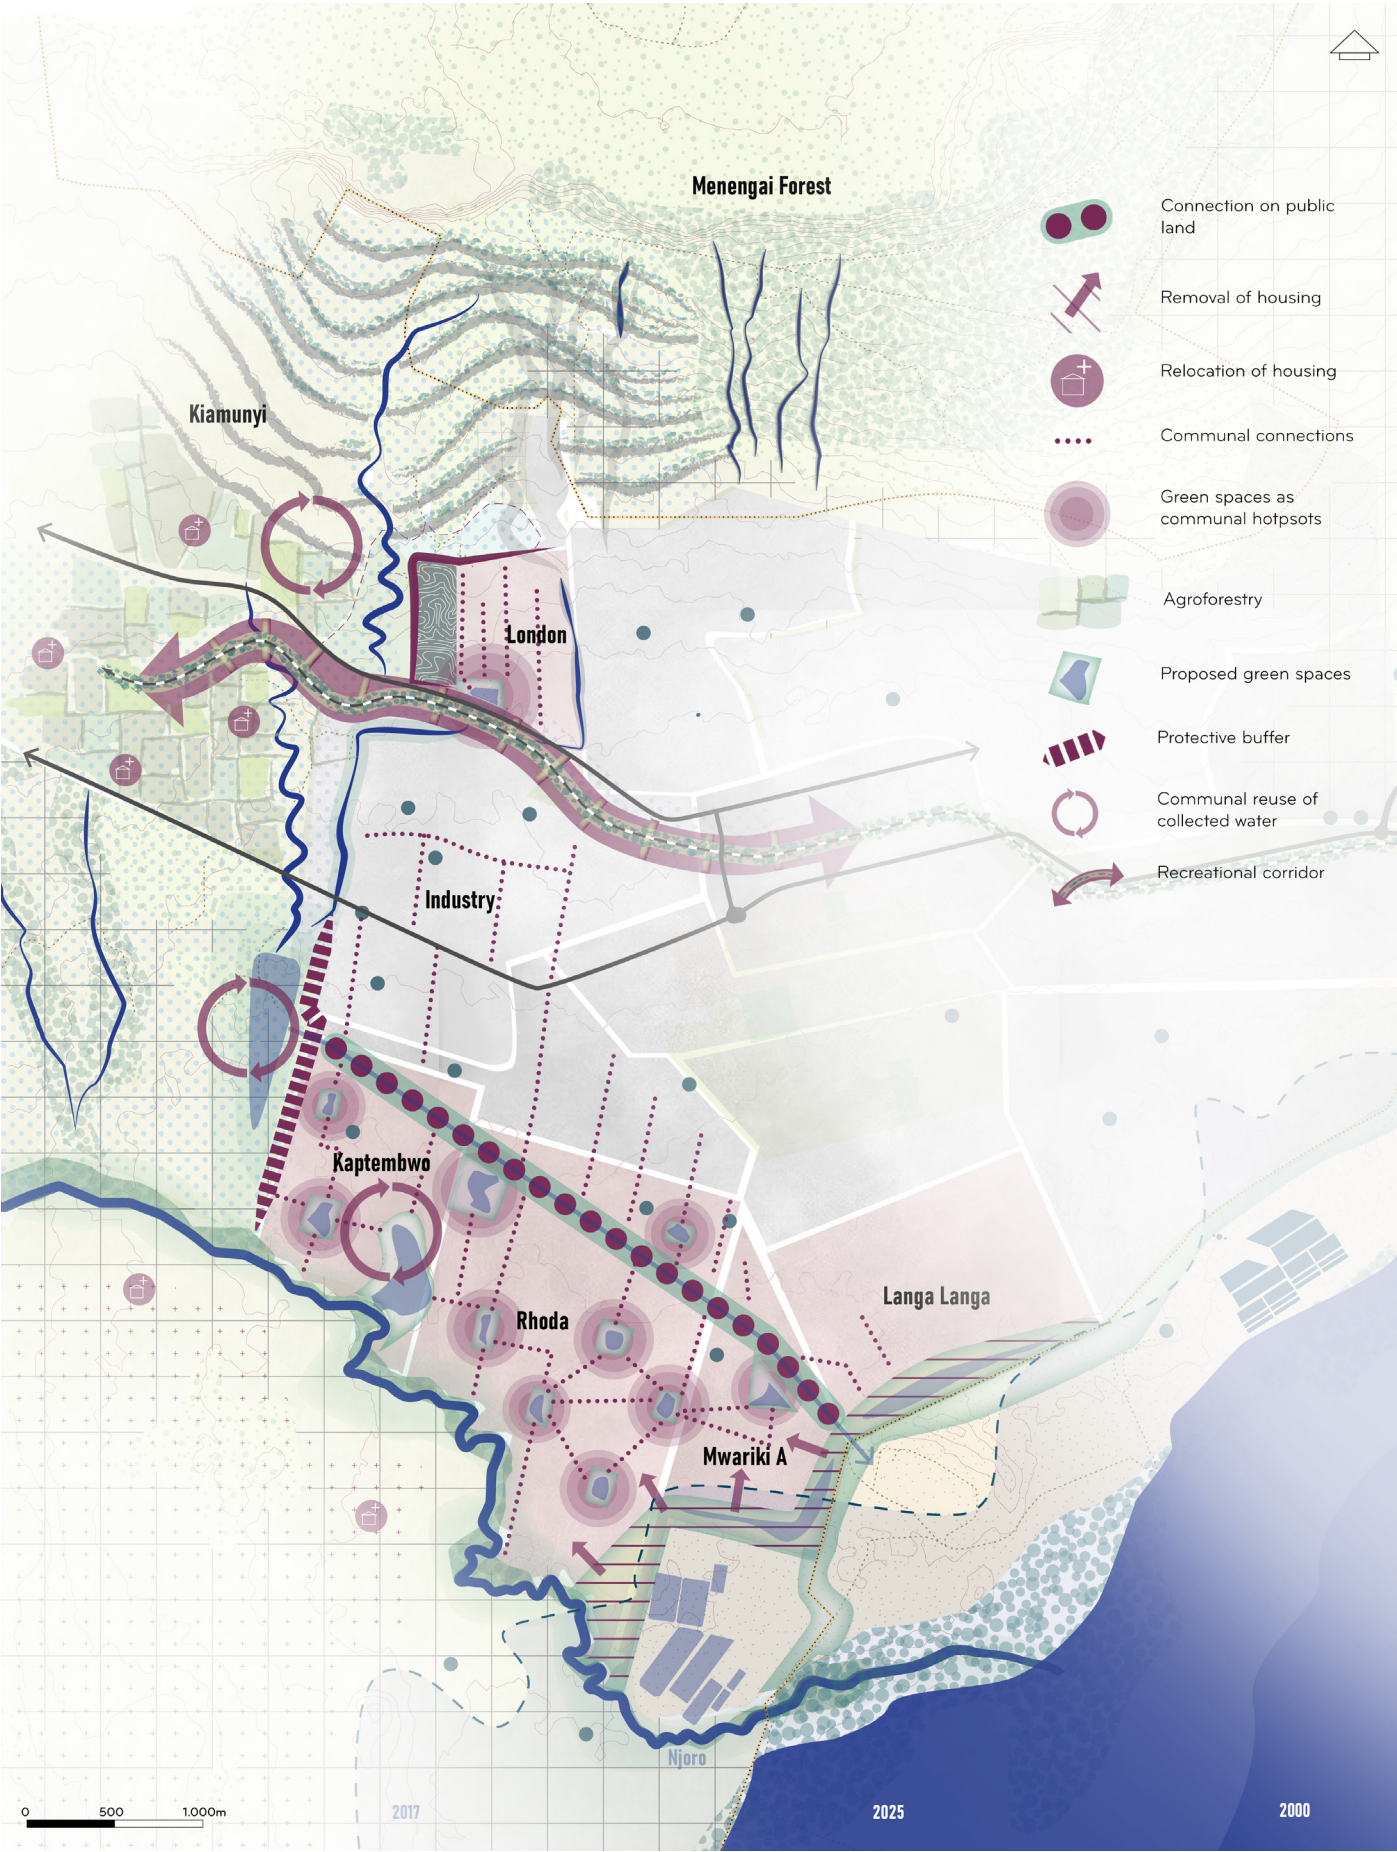 Menengai Forest
Connection on public
land
Removal of housing
Relocation of housing
Kiamunyi
Communal connections
Green spaces as
communal hotpsots
Agroforestry
London
Proposed green spaces
Protective buffer
Communal reuse of
collected water
Recreational corridor
Industry
Kaptembwo
Langa Langa
Rhoda
Mwariki A
Njoro
0 500 1.000m
2017
2025
2000